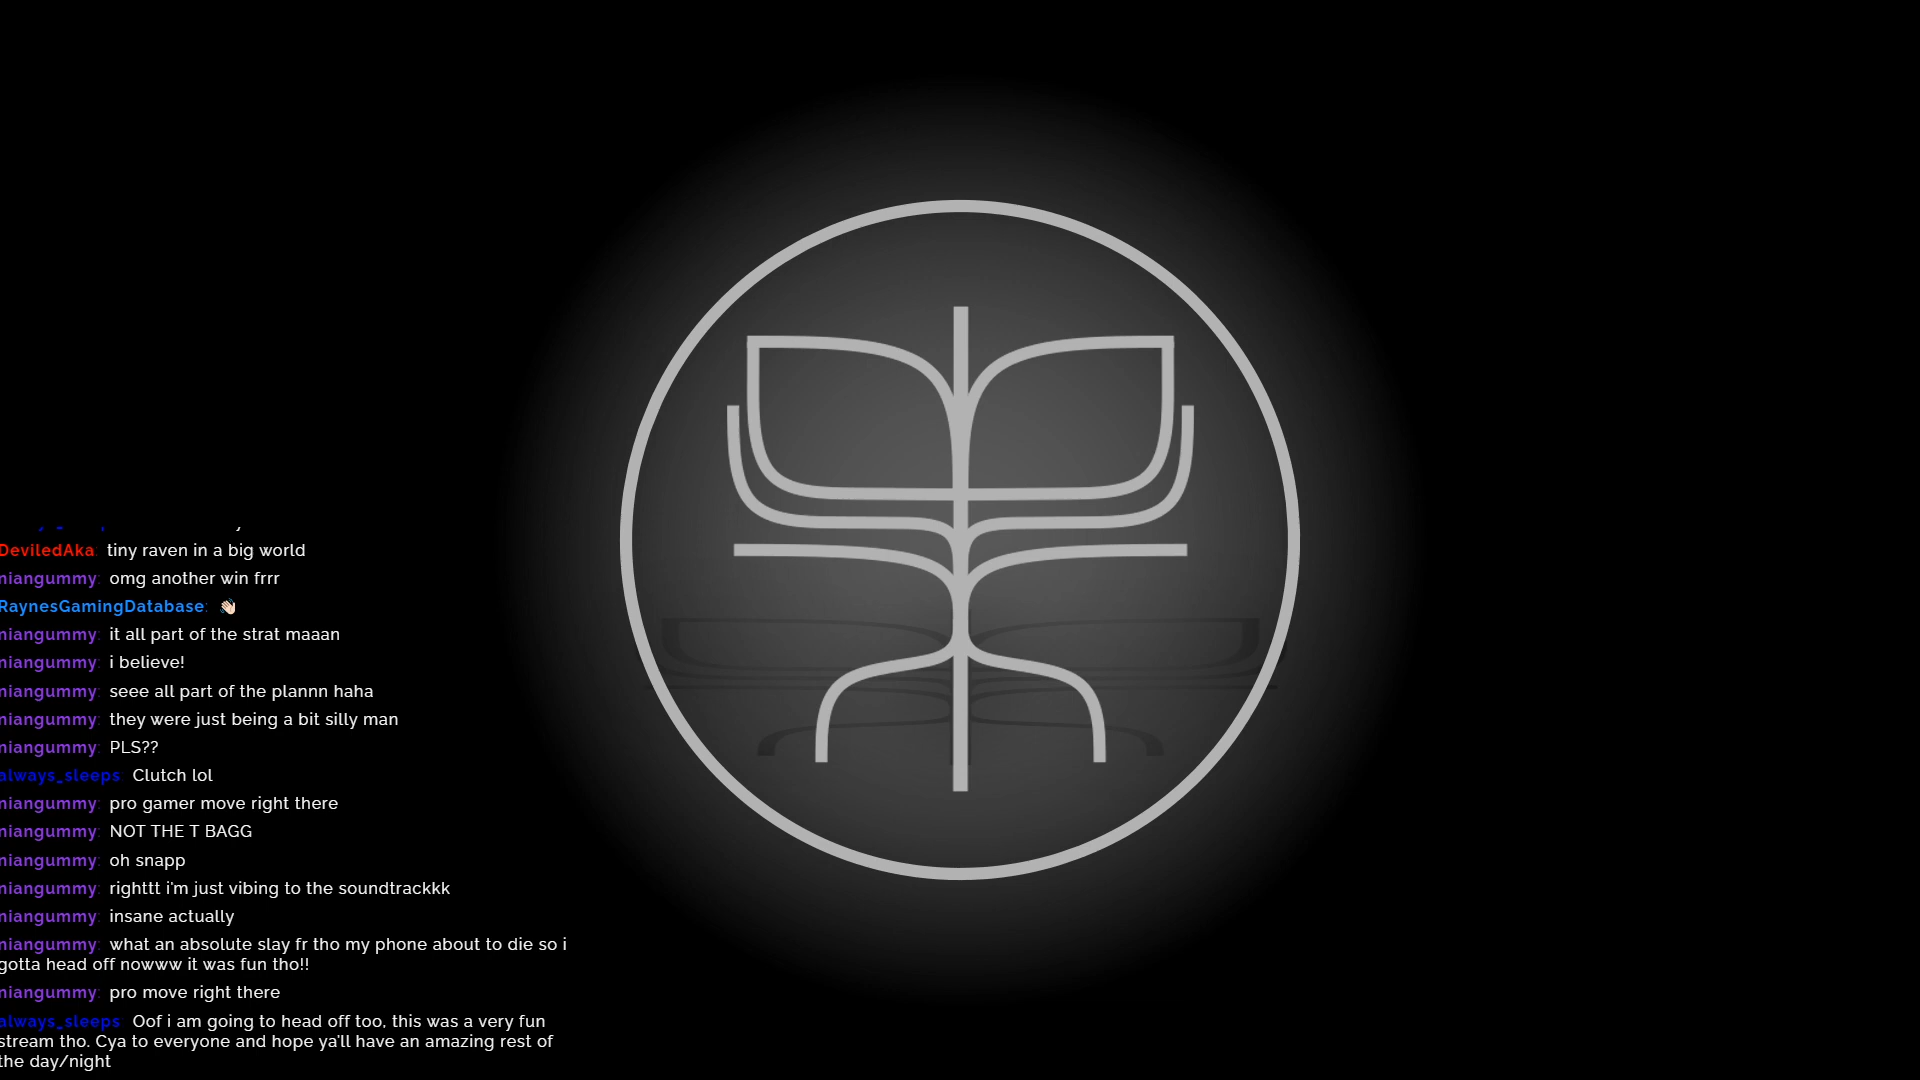 DeviledAka: tiny raven in a big world
niangummy: omg another win frrr
RaynesGamingDatabase: 👋🏻
niangummy: it all part of the strat maaan
niangummy: i believe!
niangummy: seee all part of the plannn haha
niangummy: they were just being a bit silly man
niangummy: PLS??
always_sleeps: Clutch lol
niangummy: pro gamer move right there
niangummy: NOT THE T BAGG
niangummy: oh snapp
niangummy: righttt i'm just vibing to the soundtrackkk
niangummy: insane actually
niangummy: what an absolute slay fr tho my phone about to die so i
gotta head off nowww it was fun tho!!
niangummy: pro move right there
always_sleeps: Oof i am going to head off too, this was a very fun
stream tho. Cya to everyone and hope ya'll have an amazing rest of
the day/night